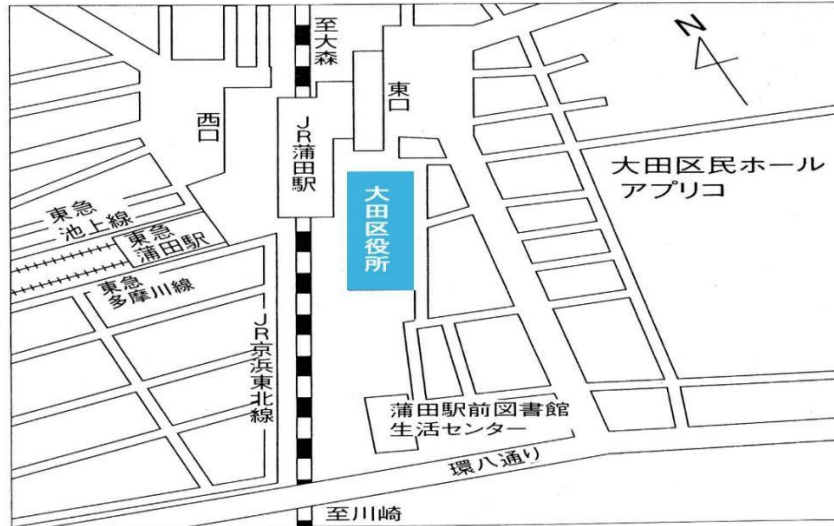 至大森
N
東口
西口
JR蒲田駅
大田区役所
大田区民ホール
アプリコ
東急
池上線
東急
蒲田駅
東急
多摩川線
JR京浜東北線
蒲田駅前図書館
生活センター
環八通り
至川崎